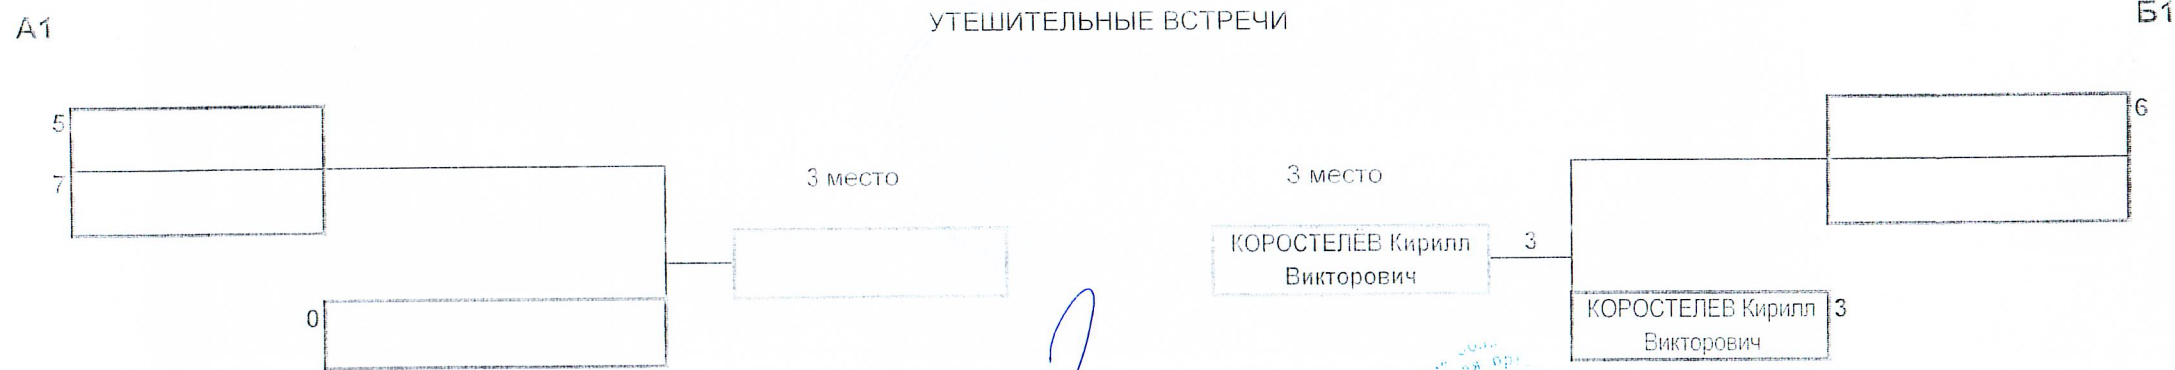 А1
УТЕШИТЕЛЬНЫЕ ВСТРЕЧИ
Б1
5
7
6
3 место
3 место
КОРОСТЕЛЁВ Кирилл
Викторович
3
0
КОРОСТЕЛЕВ Кирилл
Викторович
3